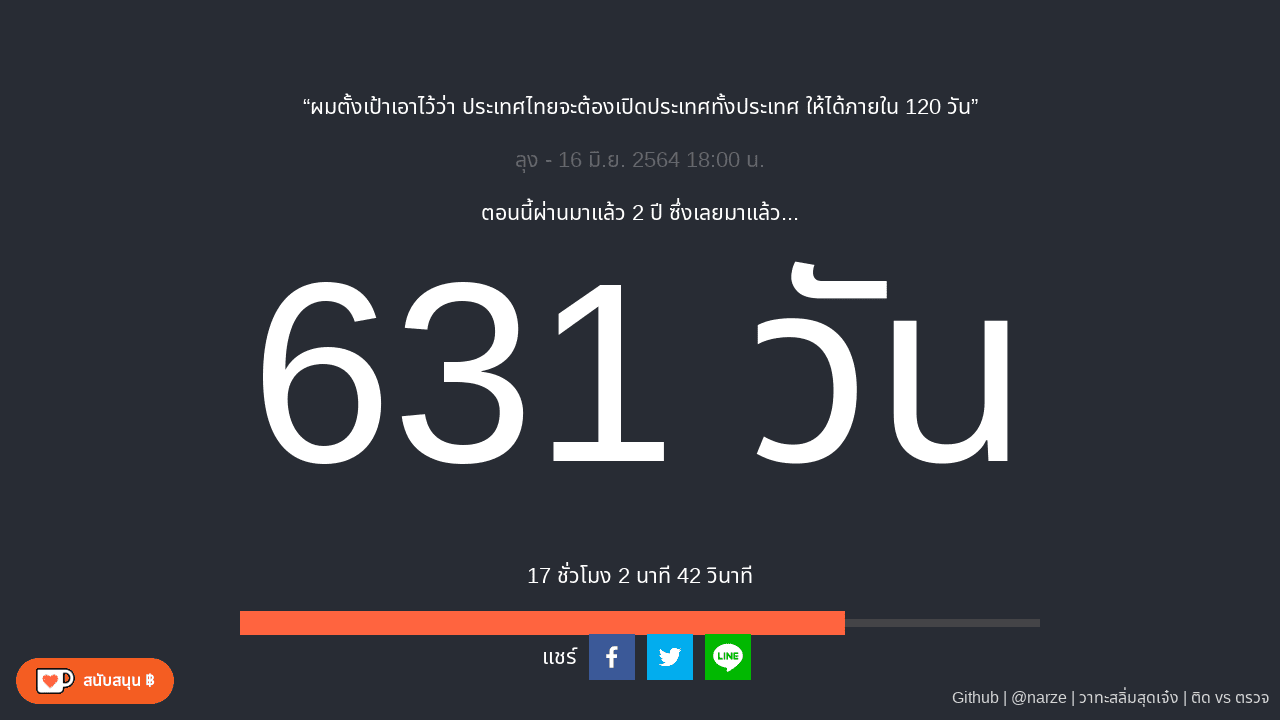 “ผมตั้งเป้าเอาไว้ว่า ประเทศไทยจะต้องเปิดประเทศทั้งประเทศ ให้ได้ภายใน 120 วัน”
ลุง - 16 มิ.ย. 2564 18:00 น.
ตอนนี้ผ่านมาแล้ว 2 ปี ซึ่งเลยมาแล้ว...
631 วัน
17 ชั่วโมง 2 นาที 42 วินาที
แชร์
LINE
สนับสนุน ฿
Github | @narze | วาทะสลิ่มสุดเจ๋ง | ติด vs ตรวจ